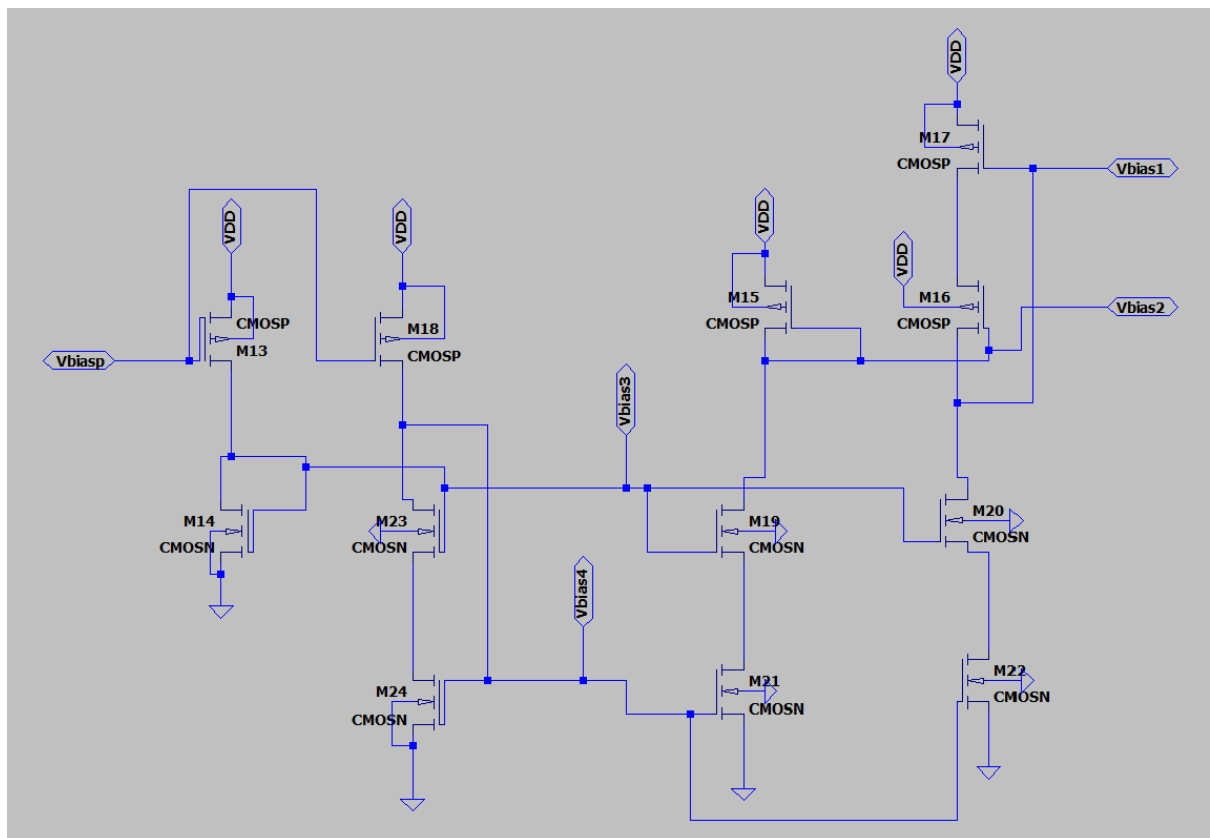 VDD
M17
CMOSP
Vbias1
VDD
VDD
VDD
VDD
M15
CMOSP
M16
CMOSP
Vbias2
CMOSP
M13
M18
CMOSP
Vbiasp
Vbias3
M14
CMOSN
M23
CMOSN
M19
CMOSN
M20
CMOSN
Vbias4
M24
CMOSN
M21
CMOSN
M22
CMOSN